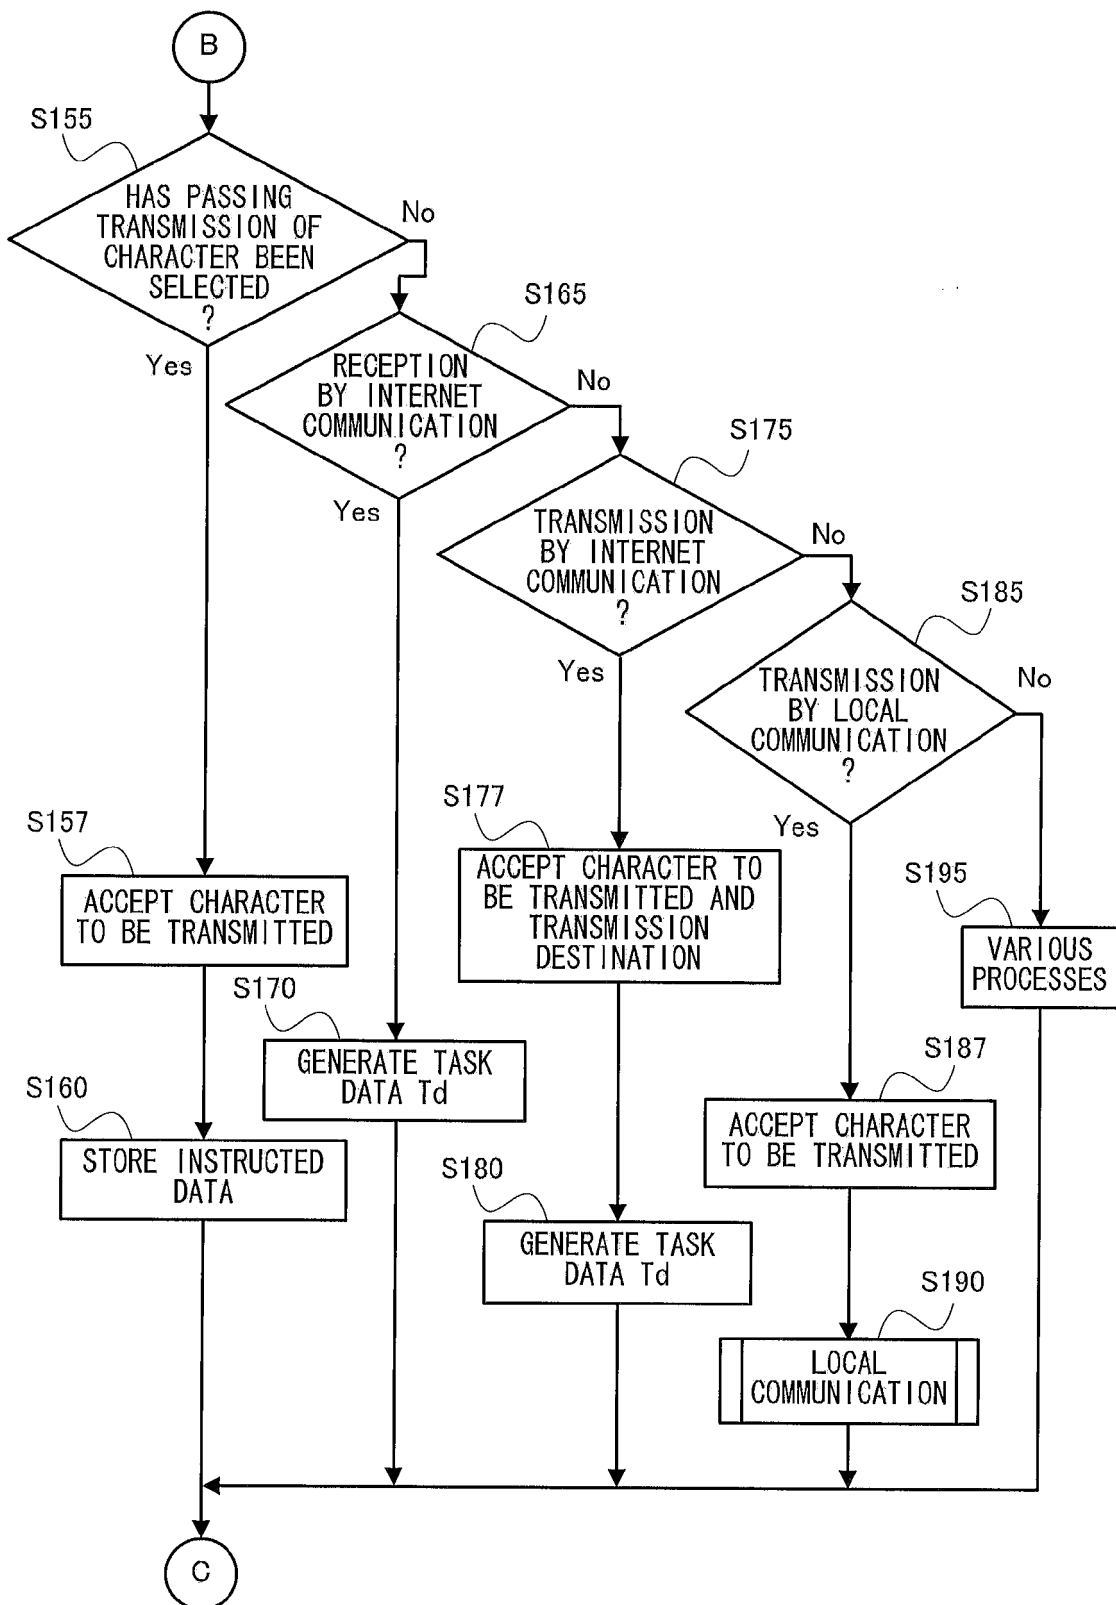 B
S155
HAS PASSING
TRANSMISSION OF
CHARACTER BEEN
SELECTED
?
No
Yes
S165
RECEPTION
BY INTERNET
COMMUNICATION
?
No
Yes
S175
TRANSMISSION
BY INTERNET
COMMUNICATION
?
No
Yes
S185
TRANSMISSION
BY LOCAL
COMMUNICATION
?
No
Yes
S157
ACCEPT CHARACTER
TO BE TRANSMITTED
S177
ACCEPT CHARACTER TO
BE TRANSMITTED AND
TRANSMISSION
DESTINATION
S195
VARIOUS
PROCESSES
S170
GENERATE TASK
DATA Td
S187
ACCEPT CHARACTER
TO BE TRANSMITTED
S160
STORE INSTRUCTED
DATA
S180
GENERATE TASK
DATA Td
S190
LOCAL
COMMUNICATION
C